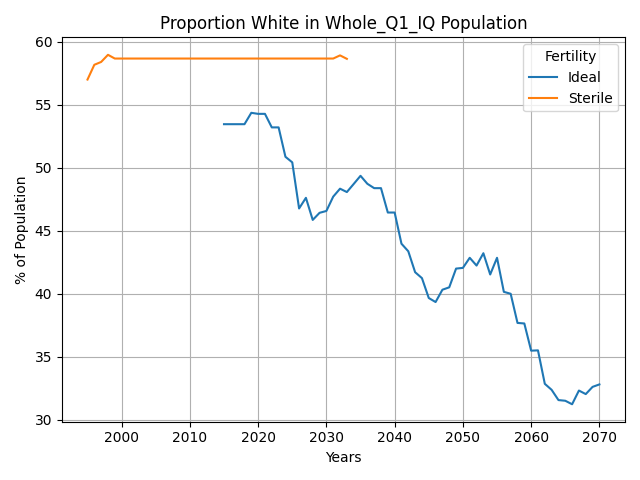 Proportion White in Whole_Q1_IQ Population
60
55
50
45
40
35
30
% of Population
Fertility
Ideal
Sterile
2000 2010 2020 2030 2040 2050 2060 2070
Years